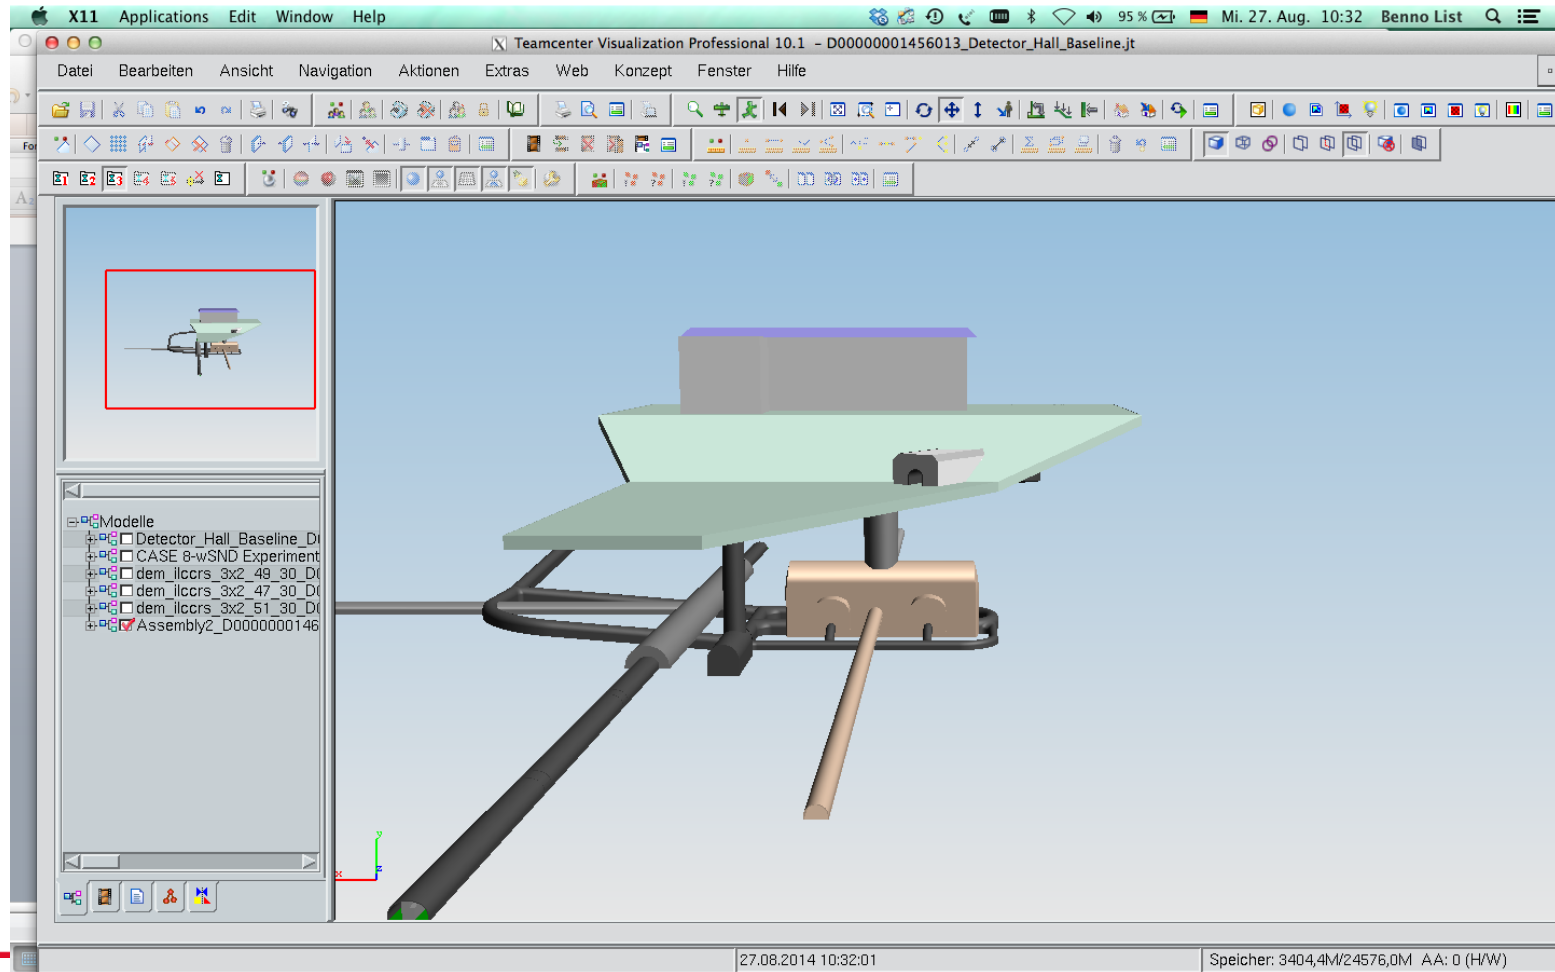 X11 Applications Edit Window Help 95 % Mi. 27. Aug. 10:32 Benno List
Teamcenter Visualization Professional 10.1 – D00000001456013_Detector_Hall_Baseline.jt
Datei Bearbeiten Ansicht Navigation Aktionen Extras Web Konzept Fenster Hilfe
For
Modelle
Detector_Hall_Baseline_D
CASE 8-wSND Experiment
dem_ilccrs_3x2_49_30_D
dem_ilccrs_3x2_47_30_D
dem_ilccrs_3x2_51_30_D
Assembly2_D0000000146
y
x z
27.08.2014 10:32:01 Speicher: 3404,4M/24576,0M AA: 0 (H/W)